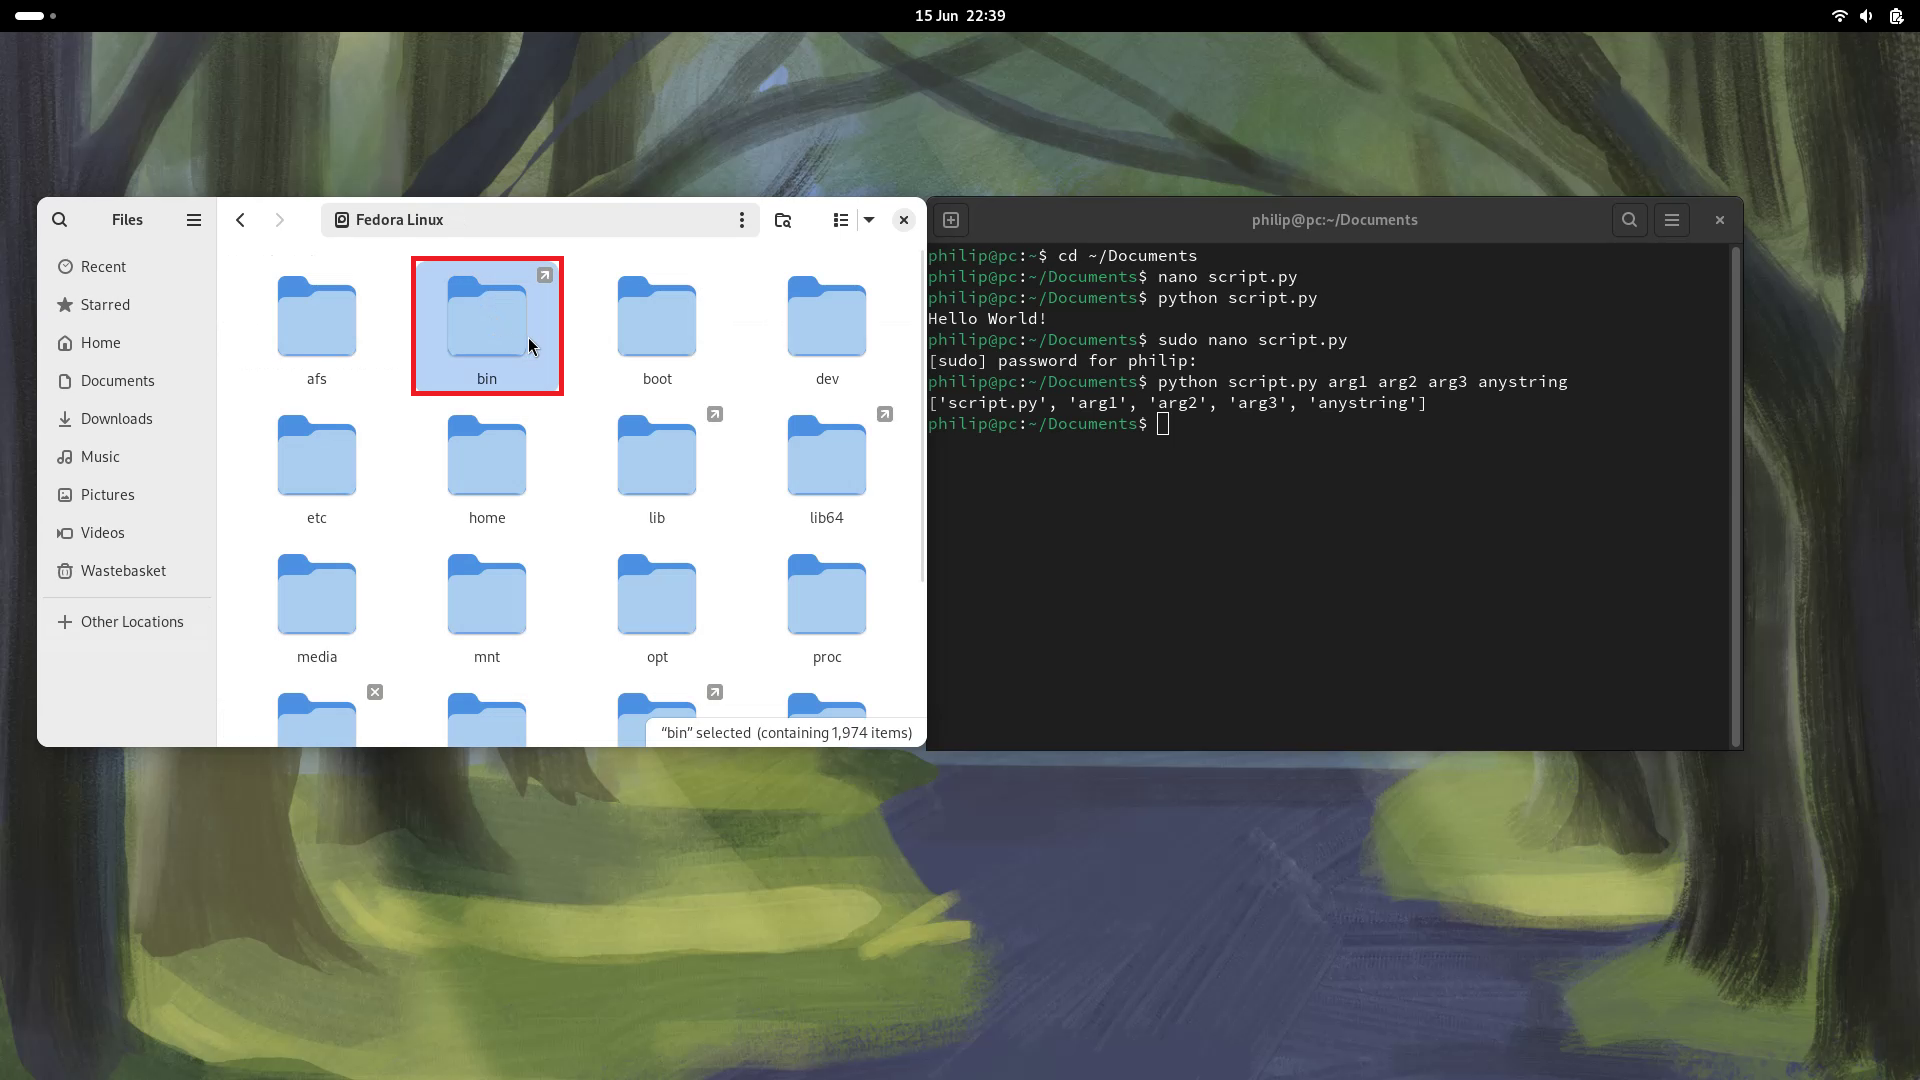 15 Jun 22:39
Files
Fedora Linux
Recent
Starred
Home
Documents
Downloads
Music
Pictures
Videos
Wastebasket
Other Locations
afs
bin
boot
dev
etc
home
lib
lib64
media
mnt
opt
proc
“bin” selected (containing 1,974 items)
philip@pc:~/Documents
philip@pc:~$ cd ~/Documents
philip@pc:~/Documents$ nano script.py
philip@pc:~/Documents$ python script.py
Hello World!
philip@pc:~/Documents$ sudo nano script.py
[sudo] password for philip:
philip@pc:~/Documents$ python script.py arg1 arg2 arg3 anystring
['script.py', 'arg1', 'arg2', 'arg3', 'anystring']
philip@pc:~/Documents$